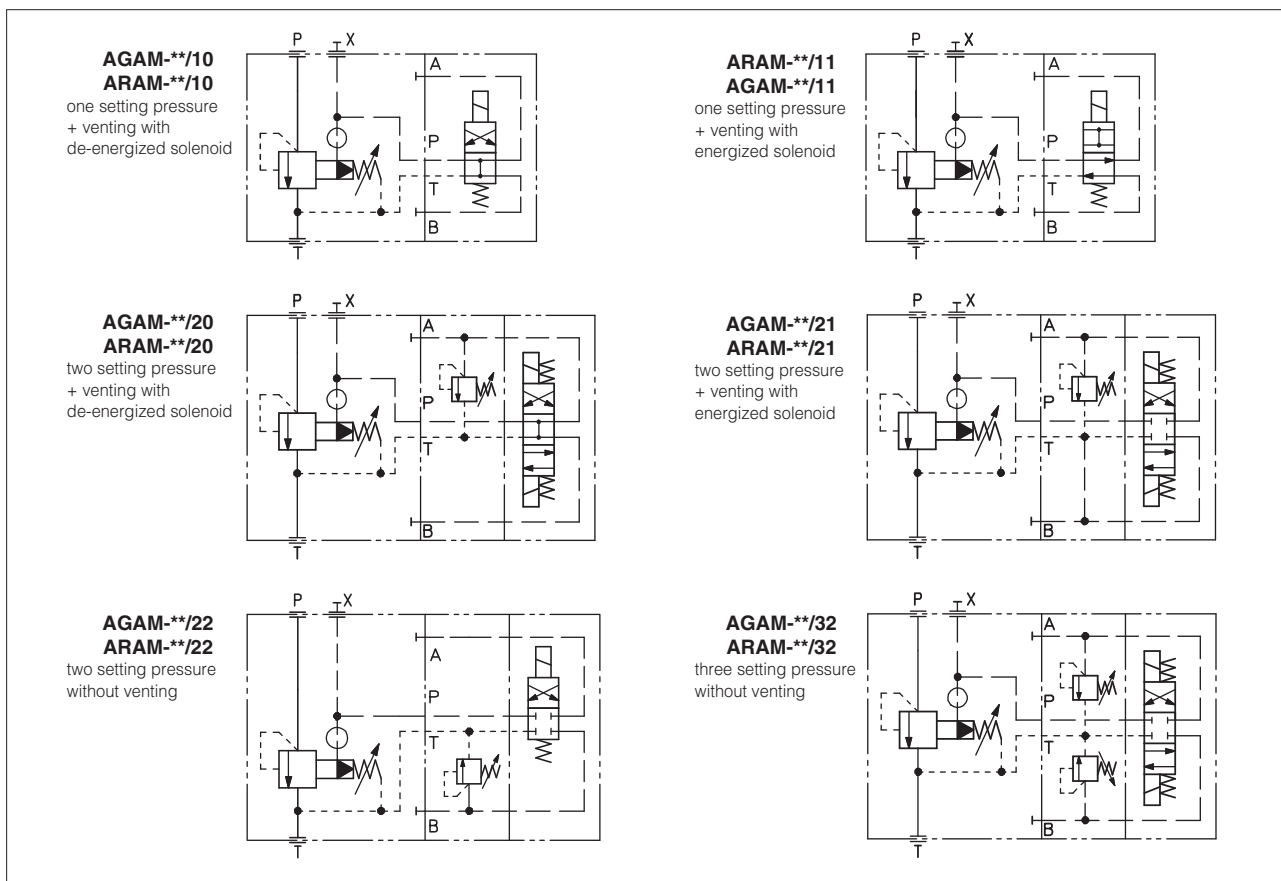 AGAM-**/10
ARAM-**/10
one setting pressure
+ venting with
de-energized solenoid
P
X
A
P
T
B
T
ARAM-**/11
AGAM-**/11
one setting pressure
+ venting with
energized solenoid
P
X
A
P
T
B
T
AGAM-**/20
ARAM-**/20
two setting pressure
+ venting with
de-energized solenoid
P
X
A
P
T
B
T
AGAM-**/21
ARAM-**/21
two setting pressure
+ venting with
energized solenoid
P
X
A
P
T
B
T
AGAM-**/22
ARAM-**/22
two setting pressure
without venting
P
X
A
P
T
B
T
AGAM-**/32
ARAM-**/32
three setting pressure
without venting
P
X
A
P
T
B
T